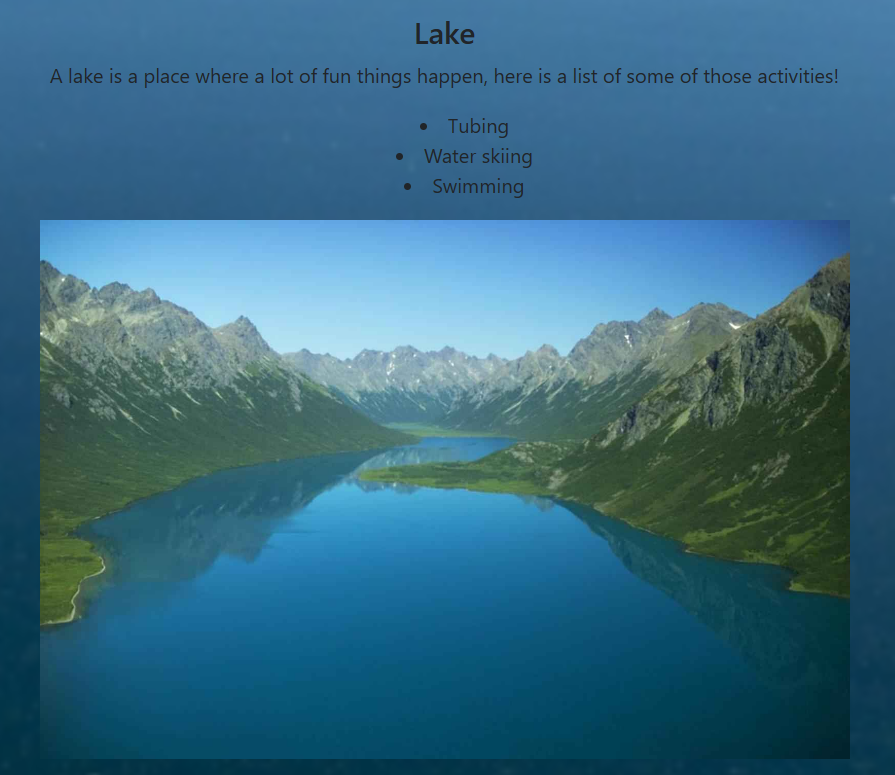 Lake
A lake is a place where a lot of fun things happen, here is a list of some of those activities!
• Tubing
• Water skiing
• Swimming